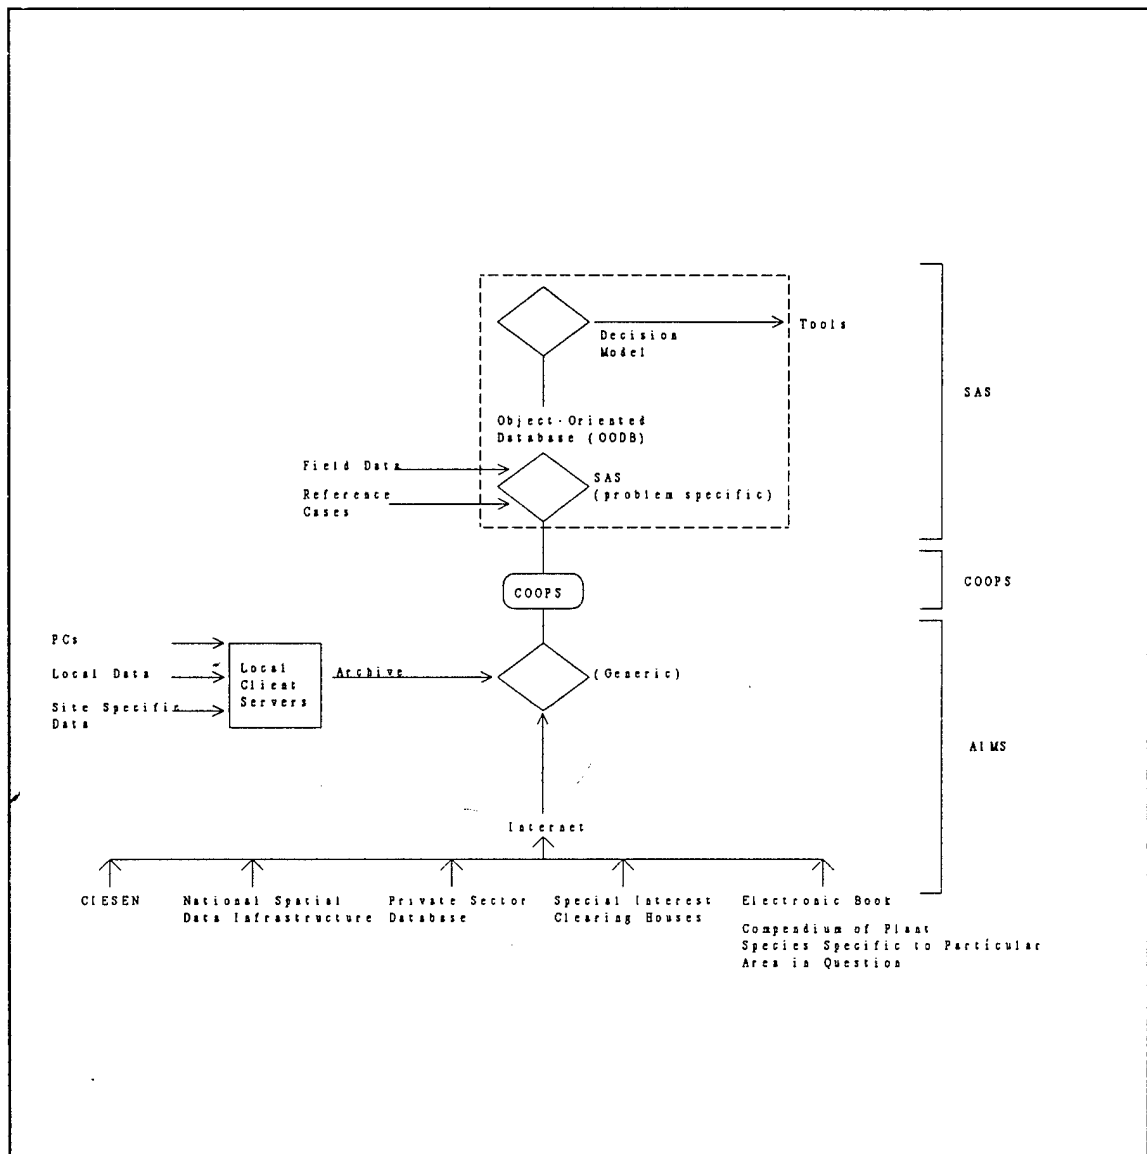 Tools
Decision
Model
SAS
Object-Oriented
Database (OODB)
Field Data
SAS
(problem specific)
Reference
Cases
COOPS
COOPS
PCs
Local Data
Site Specific
Data
Local
Client
Servers
Archive
(Generic)
AIMS
Internet
CIESEN
National Spatial
Data Infrastructure
Private Sector
Database
Special Interest
Clearing Houses
Electronic Book
Compendium of Plant
Species Specific to Particular
Area in Question